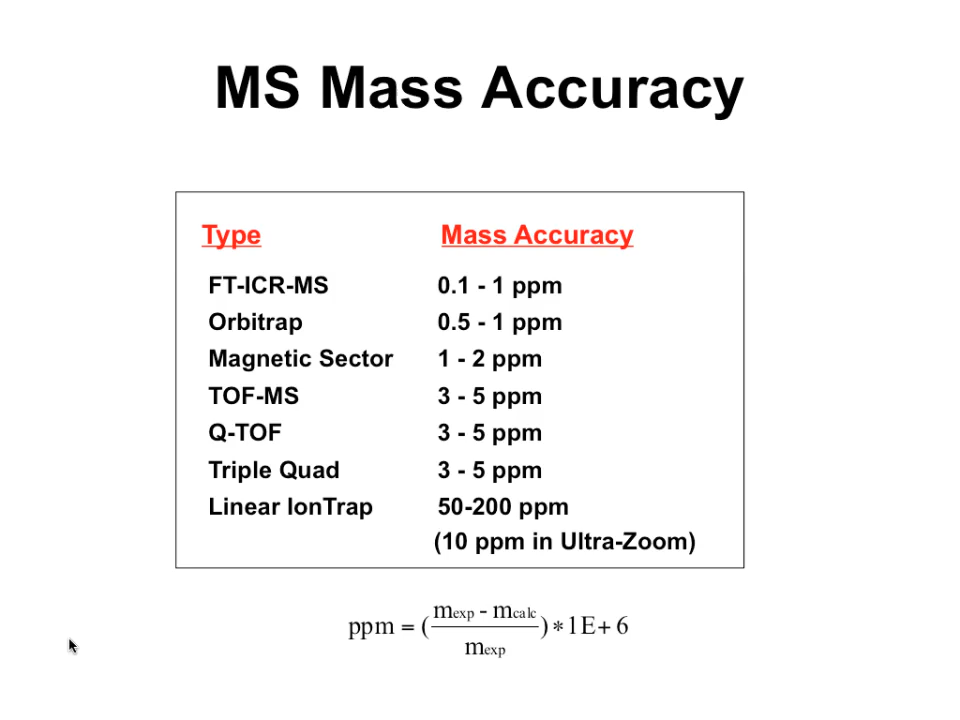 MS Mass Accuracy
Type Mass Accuracy
FT-ICR-MS 0.1 - 1 ppm
Orbitrap 0.5 - 1 ppm
Magnetic Sector 1 - 2 ppm
TOF-MS 3 - 5 ppm
Q-TOF 3 - 5 ppm
Triple Quad 3 - 5 ppm
Linear IonTrap 50-200 ppm
(10 ppm in Ultra-Zoom)
ppm = (mexp - mcalc / mexp)*1E+ 6